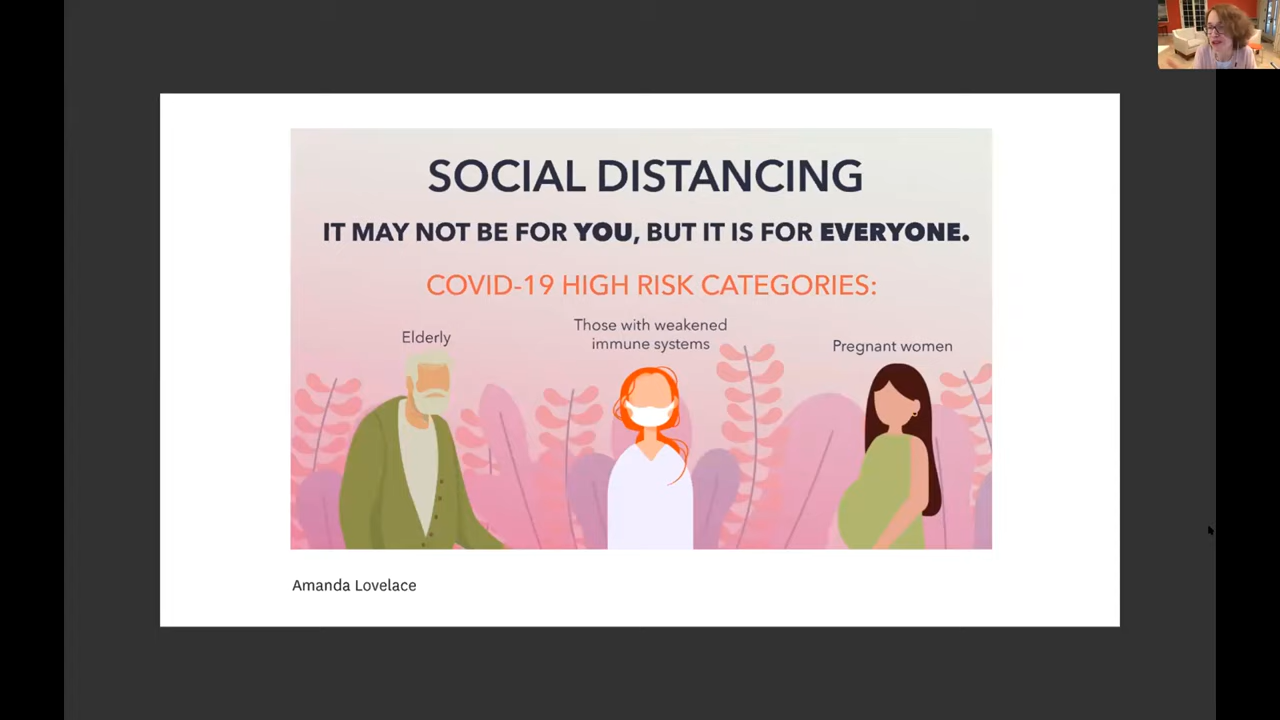 SOCIAL DISTANCING
IT MAY NOT BE FOR YOU, BUT IT IS FOR EVERYONE.
COVID-19 HIGH RISK CATEGORIES:
Elderly
Those with weakened
immune systems
Pregnant women
Amanda Lovelace